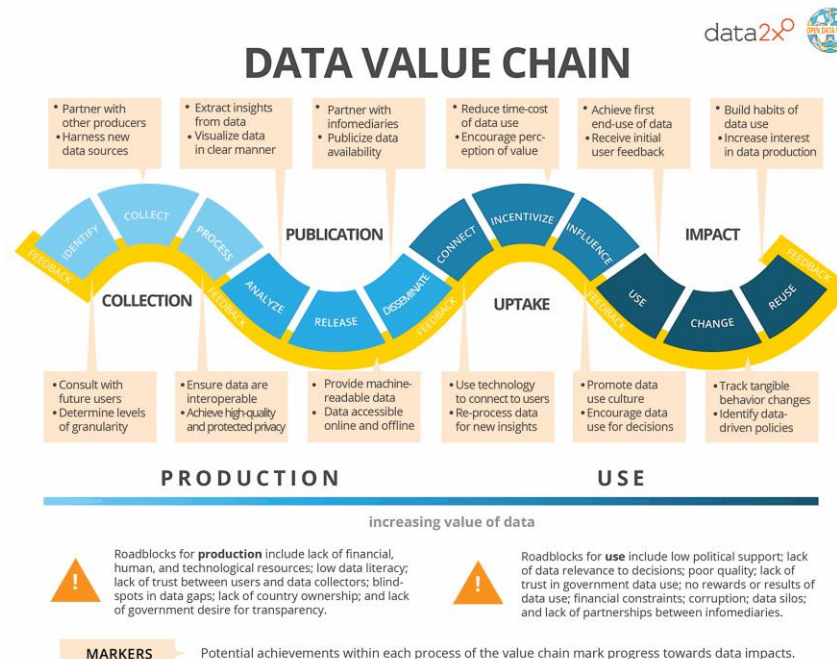 data2x
OPEN DATA
DATA VALUE CHAIN
• Partner with
other producers
• Harness new
data sources
• Extract insights
from data
• Visualize data
in clear manner
• Partner with
infomediaries
• Publicize data
availability
• Reduce time-cost
of data use
• Encourage perc-
eption of value
• Achieve first
end-use of data
• Receive initial
user feedback
• Build habits of
data use
• Increase interest
in data production
FEEDBACK
IDENTIFY
COLLECT
PROCESS
FEEDBACK
ANALYZE
RELEASE
DISSEMINATE
FEEDBACK
CONNECT
INCENTIVIZE
INFLUENCE
FEEDBACK
USE
CHANGE
REUSE
FEEDBACK
COLLECTION
PUBLICATION
UPTAKE
IMPACT
• Consult with
future users
• Determine levels
of granularity
• Ensure data are
interoperable
• Achieve high-quality
and protected privacy
• Provide machine-
readable data
• Data accessible
online and offline
• Use technology
to connect to users
• Re-process data
for new insights
• Promote data
use culture
• Encourage data
use for decisions
• Track tangible
behavior changes
• Identify data-
driven policies
PRODUCTION
USE
increasing value of data
!
Roadblocks for production include lack of financial,
human, and technological resources; low data literacy;
lack of trust between users and data collectors; blind-
spots in data gaps; lack of country ownership; and lack
of government desire for transparency.
!
Roadblocks for use include low political support; lack
of data relevance to decisions; poor quality; lack of
trust in government data use; no rewards or results of
data use; financial constraints; corruption; data silos;
and lack of partnerships between infomediaries.
MARKERS
Potential achievements within each process of the value chain mark progress towards data impacts.